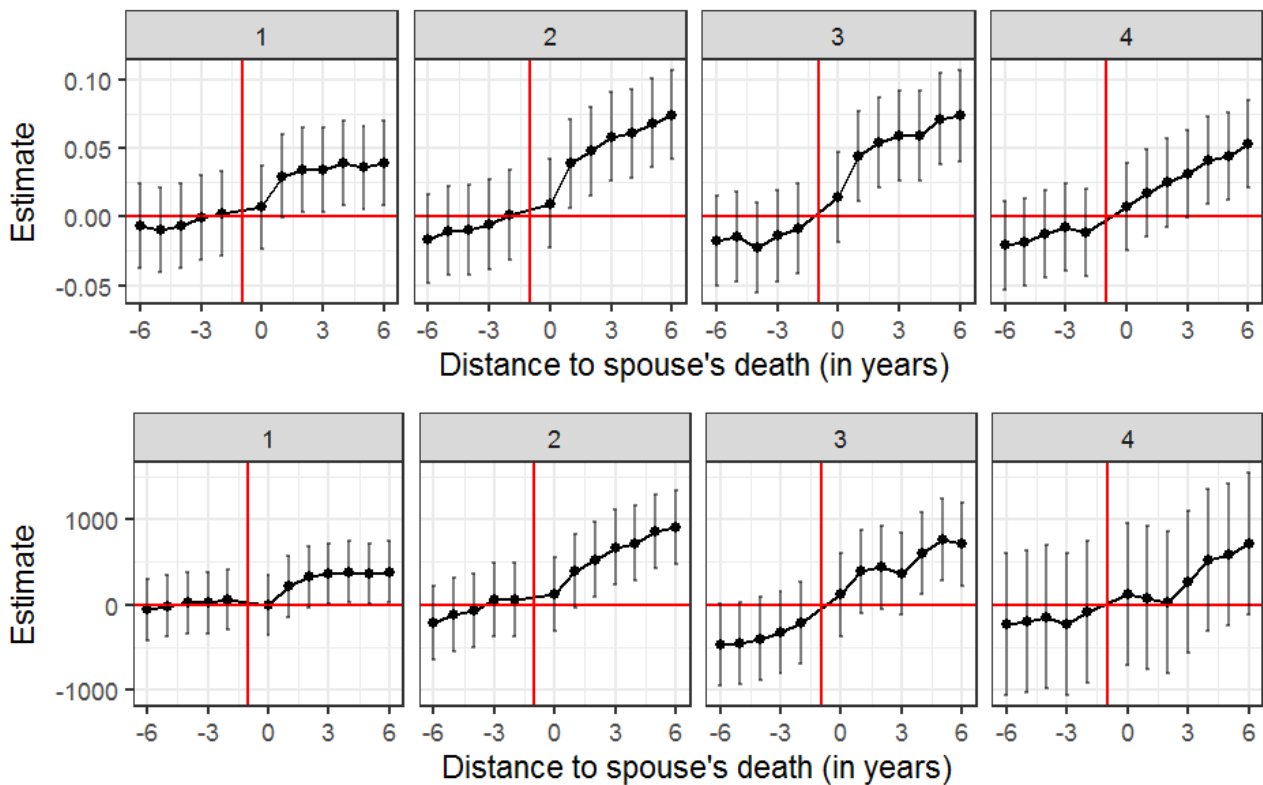 1 2 3 4
Estimate
0.10
0.05
0.00
-0.05
-6 -3 0 3 6 -6 -3 0 3 6 -6 -3 0 3 6 -6 -3 0 3 6
Distance to spouse's death (in years)
1 2 3 4
Estimate
1000
0
-1000
-6 -3 0 3 6 -6 -3 0 3 6 -6 -3 0 3 6 -6 -3 0 3 6
Distance to spouse's death (in years)